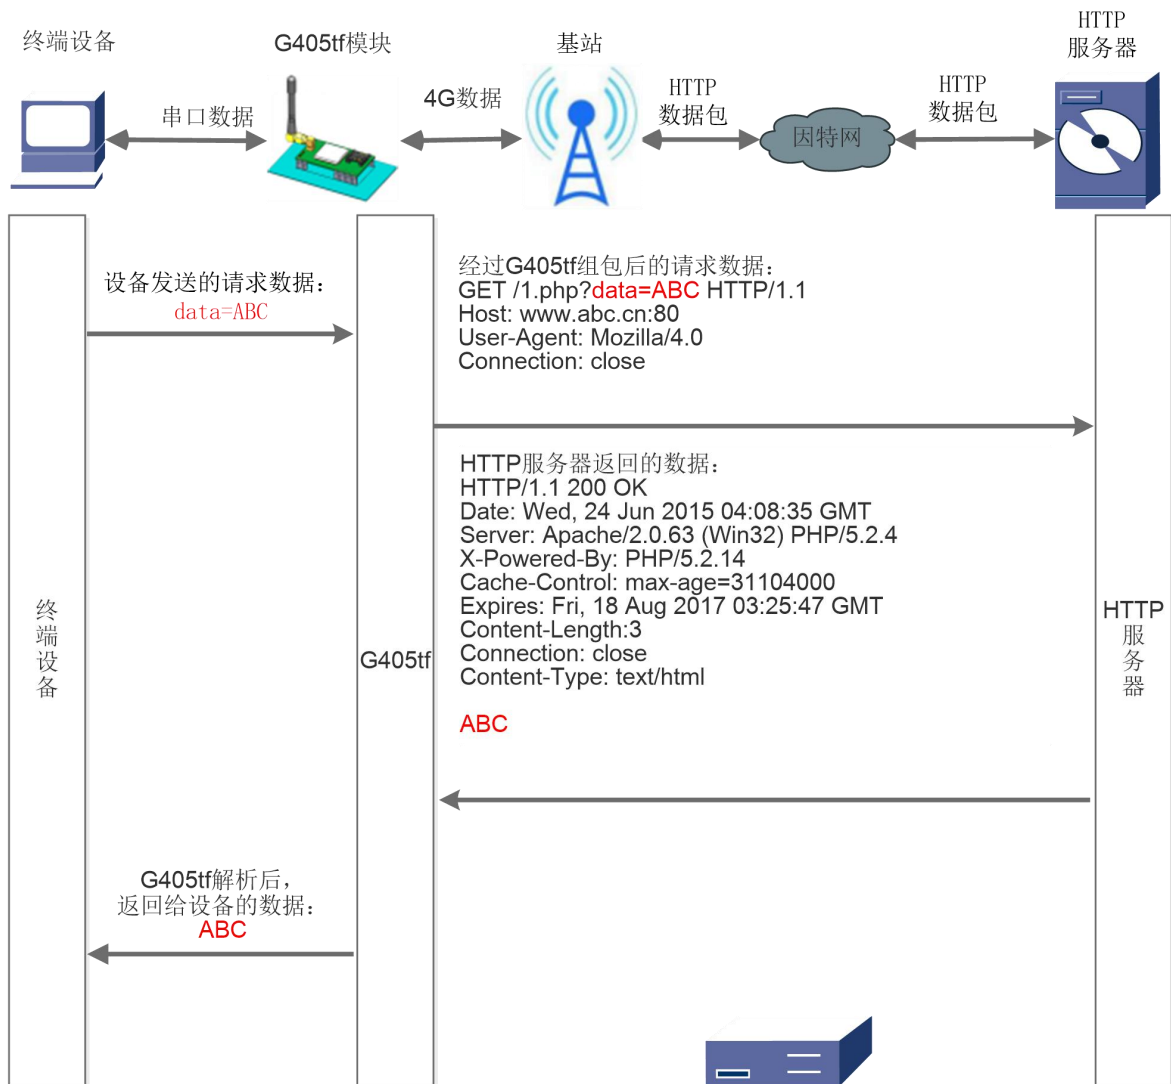 终端设备
G405tf模块
基站
HTTP
服务器
串口数据
4G数据
HTTP
数据包
因特网
HTTP
数据包
设备发送的请求数据:
data=ABC
经过G405tf组包后的请求数据:
GET /1.php?data=ABC HTTP/1.1
Host: www.abc.cn:80
User-Agent: Mozilla/4.0
Connection: close
HTTP服务器返回的数据:
HTTP/1.1 200 OK
Date: Wed, 24 Jun 2015 04:08:35 GMT
Server: Apache/2.0.63 (Win32) PHP/5.2.4
X-Powered-By: PHP/5.2.14
Cache-Control: max-age=31104000
Expires: Fri, 18 Aug 2017 03:25:47 GMT
Content-Length:3
Connection: close
Content-Type: text/html
ABC
终
端
设
备
G405tf
HTTP
服
务
器
G405tf解析后，
返回给设备的数据:
ABC